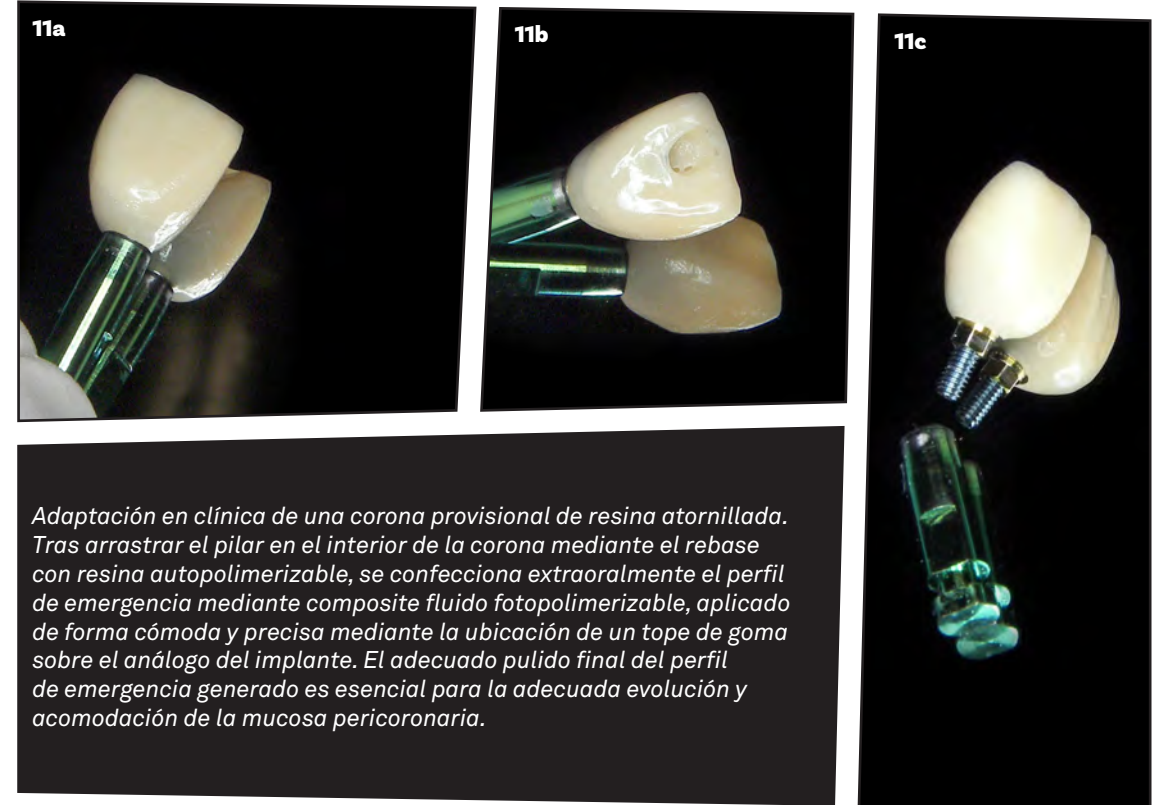 11a
11b
11c
Adaptación en clínica de una corona provisional de resina atornillada.
Tras arrastrar el pilar en el interior de la corona mediante el rebase
con resina autopolimerizable, se confecciona extraoralmente el perfil
de emergencia mediante composite fluido fotopolimerizable, aplicado
de forma cómoda y precisa mediante la ubicación de un tope de goma
sobre el análogo del implante. El adecuado pulido final del perfil
de emergencia generado es esencial para la adecuada evolución y
acomodación de la mucosa pericoronaria.